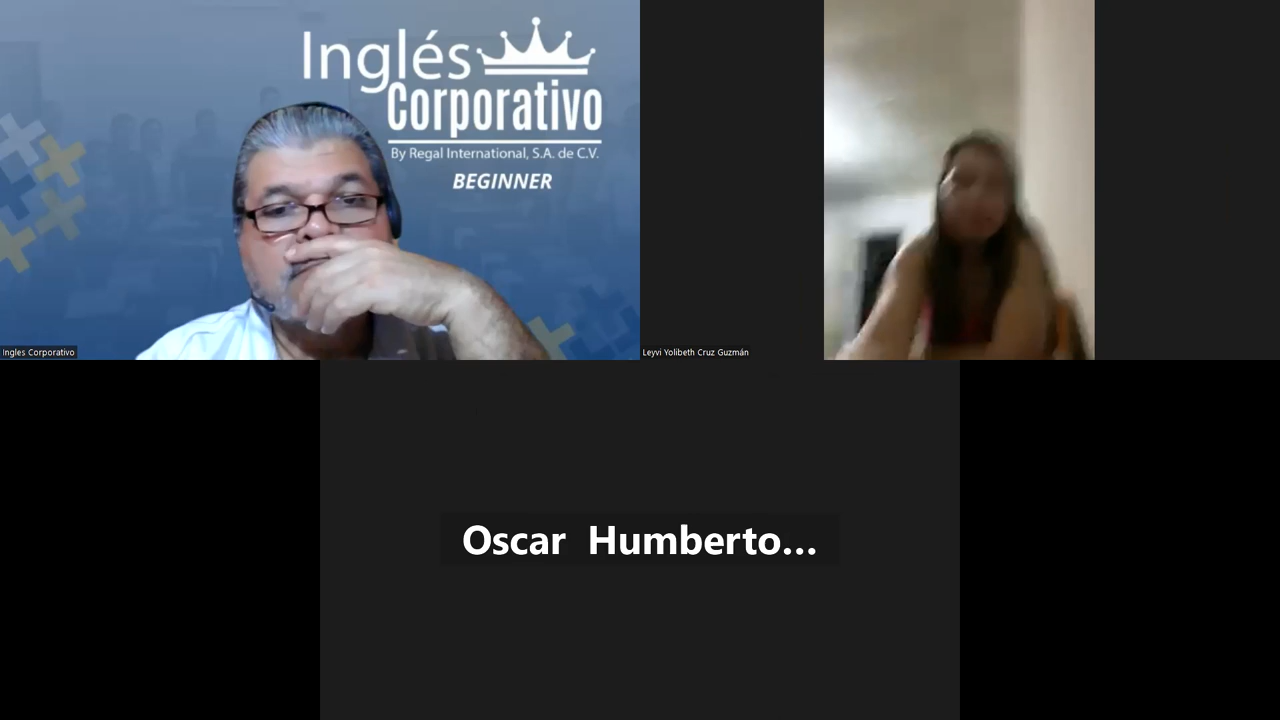 Inglés
Corporativo
By Regal International, S.A. de C.V.
BEGINNER
Ingles Corporativo
Leyvi Yolibeth Cruz Guzmán
Oscar Humberto...